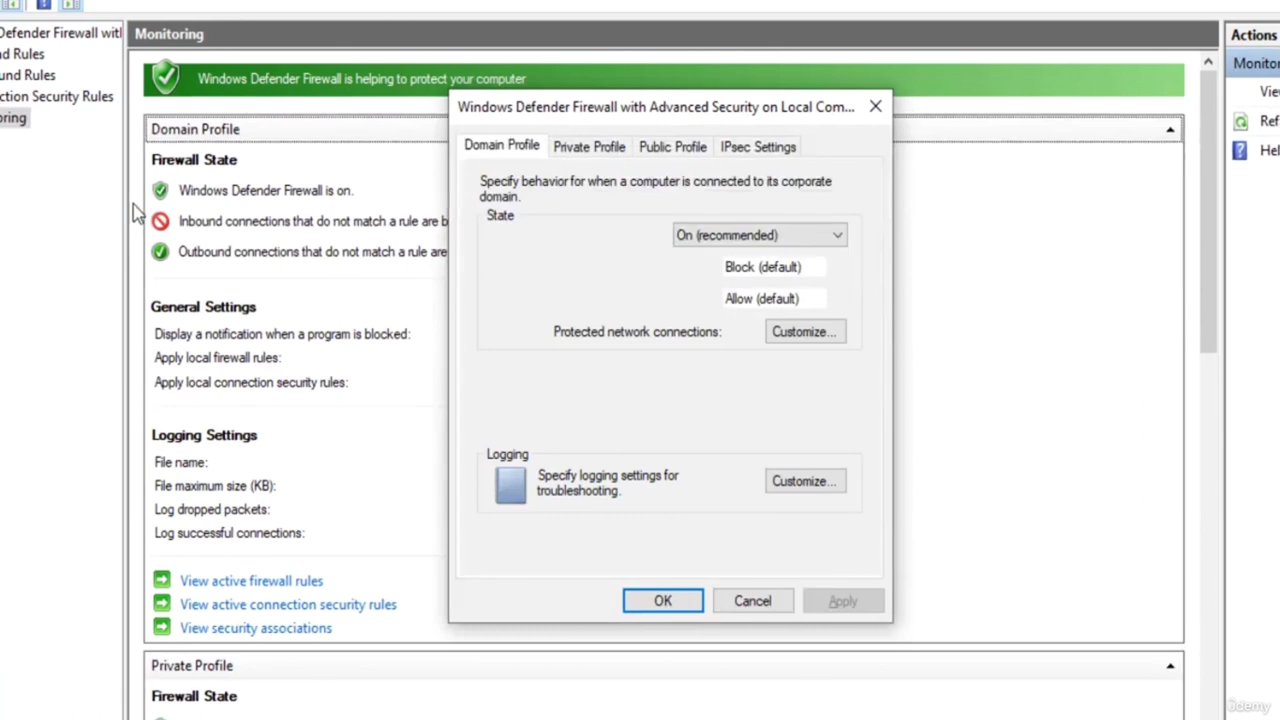 Defender Firewall with
d Rules
und Rules
ction Security Rules
oring
Monitoring
Windows Defender Firewall is helping to protect your computer
Domain Profile
Firewall State
Windows Defender Firewall is on.
Inbound connections that do not match a rule are b
Outbound connections that do not match a rule are
General Settings
Display a notification when a program is blocked:
Apply local firewall rules:
Apply local connection security rules:
Logging Settings
File name:
File maximum size (KB):
Log dropped packets:
Log successful connections:
View active firewall rules
View active connection security rules
View security associations
Private Profile
Firewall State
Windows Defender Firewall with Advanced Security on Local Com...
Domain Profile Private Profile Public Profile IPsec Settings
Specify behavior for when a computer is connected to its corporate
domain.
State
On (recommended)
Block (default)
Allow (default)
Protected network connections: Customize...
Logging
Specify logging settings for
troubleshooting.
Customize...
OK Cancel Apply
Actions
Monitor
Vie
Ref
Hel
ûdemy